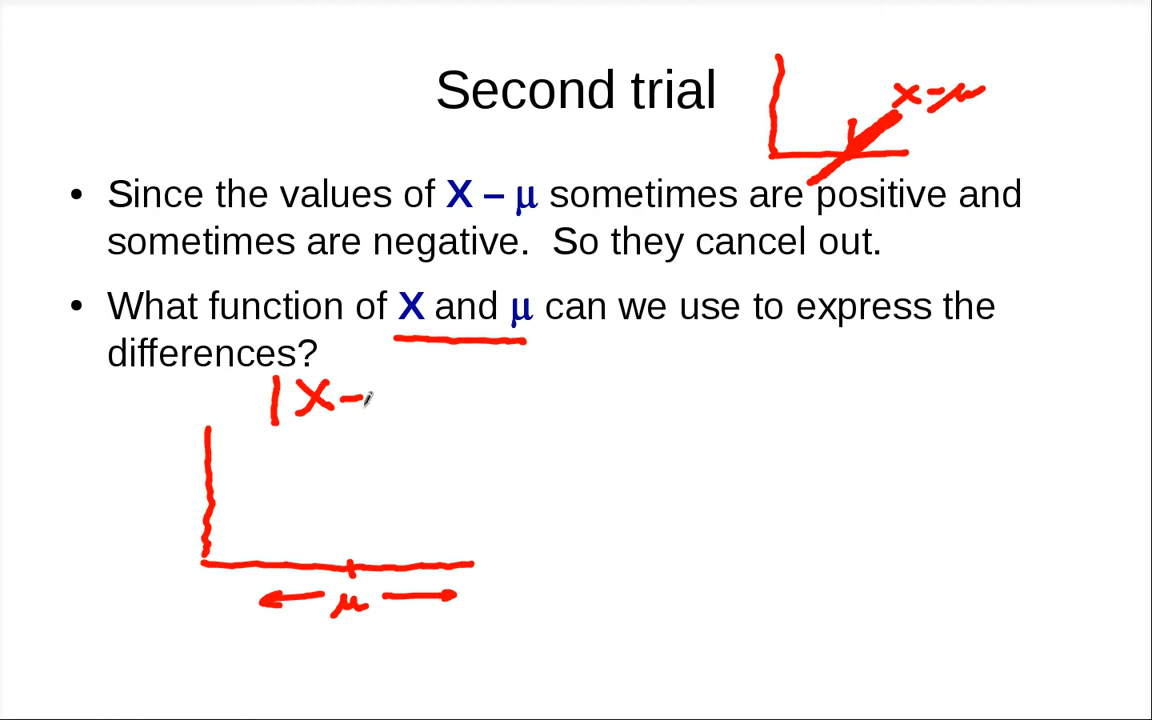 Second trial
x-μ
• Since the values of X – μ sometimes are positive and
sometimes are negative.  So they cancel out.
• What function of X and μ can we use to express the
differences?
|X-
μ